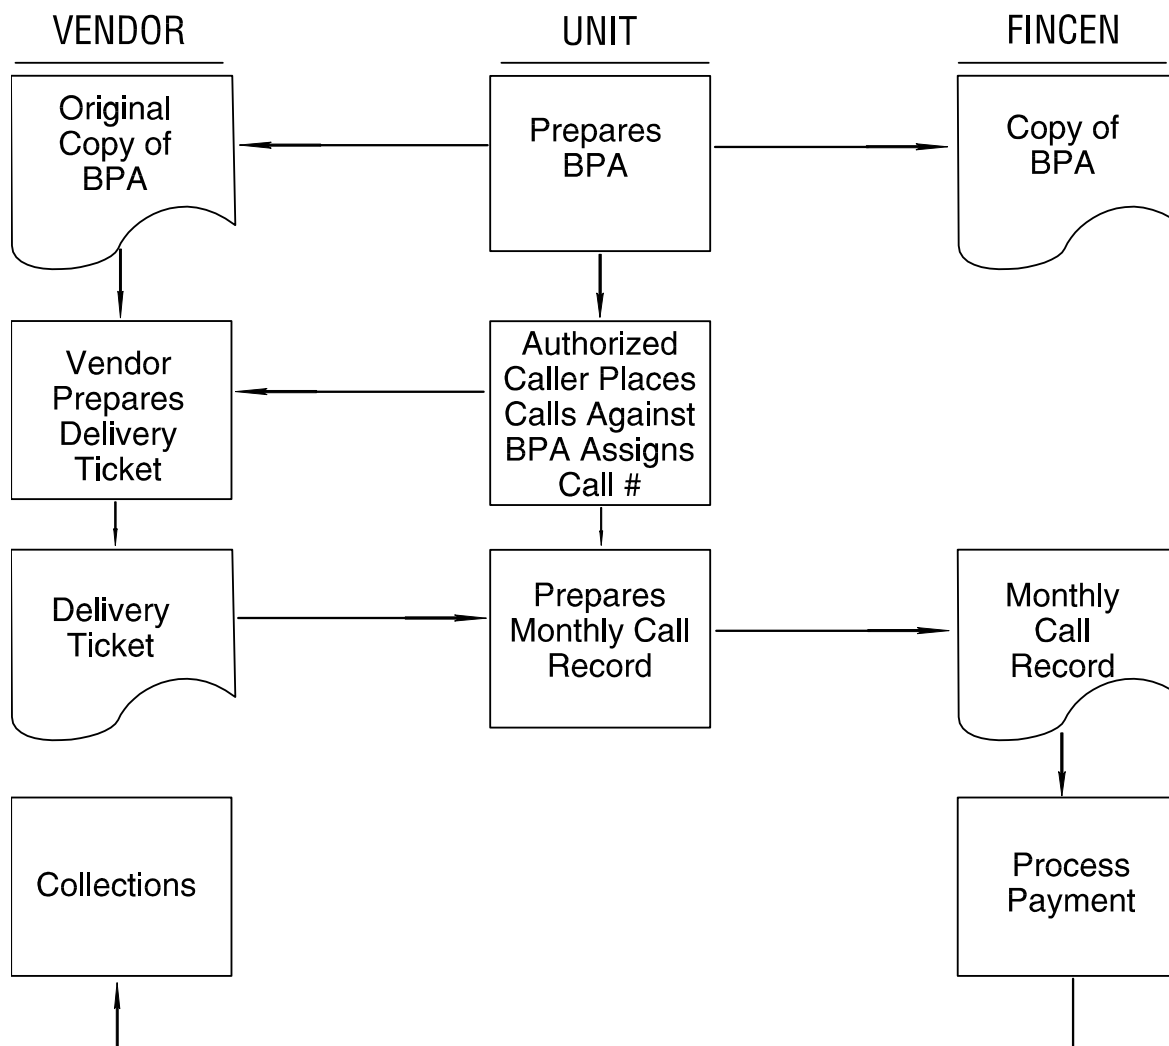 VENDOR
UNIT
FINCEN
Original
Copy of
BPA
Prepares
BPA
Copy of
BPA
Vendor
Prepares
Delivery
Ticket
Authorized
Caller Places
Calls Against
BPA Assigns
Call #
Delivery
Ticket
Prepares
Monthly Call
Record
Monthly
Call
Record
Collections
Process
Payment